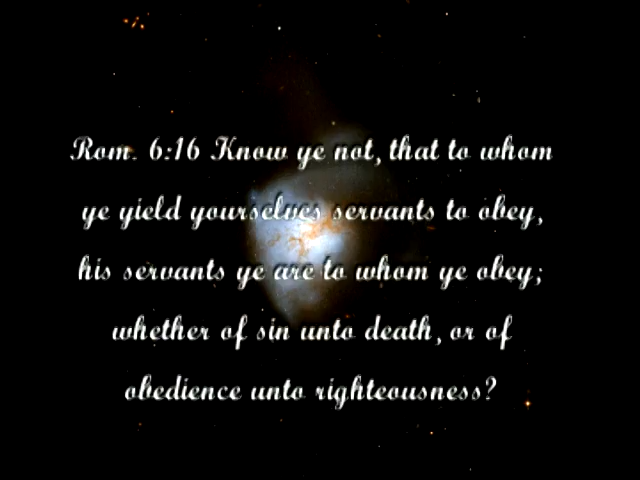 Rom. 6:16 Know ye not, that to whom
ye yield yourselves servants to obey,
his servants ye are to whom ye obey;
whether of sin unto death, or of
obedience unto righteousness?